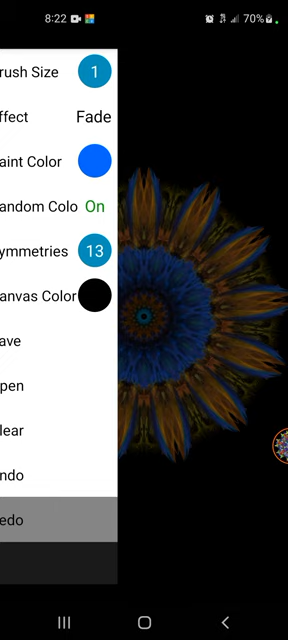 8:22 70%
rush Size 1
ffect Fade
aint Color
andom Colo On
ymmetries 13
anvas Color
ave
pen
lear
ndo
edo